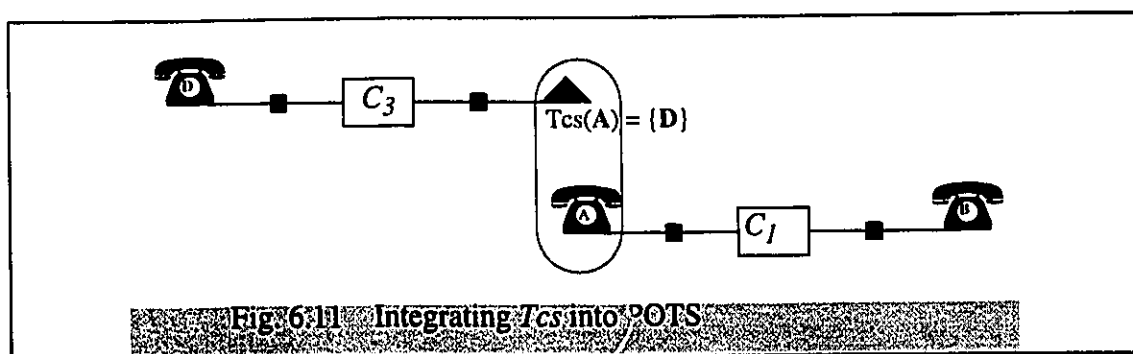 D
C3
Tcs(A) = {D}
A
C1
B
Fig. 6.11 Integrating Tcs into POTS